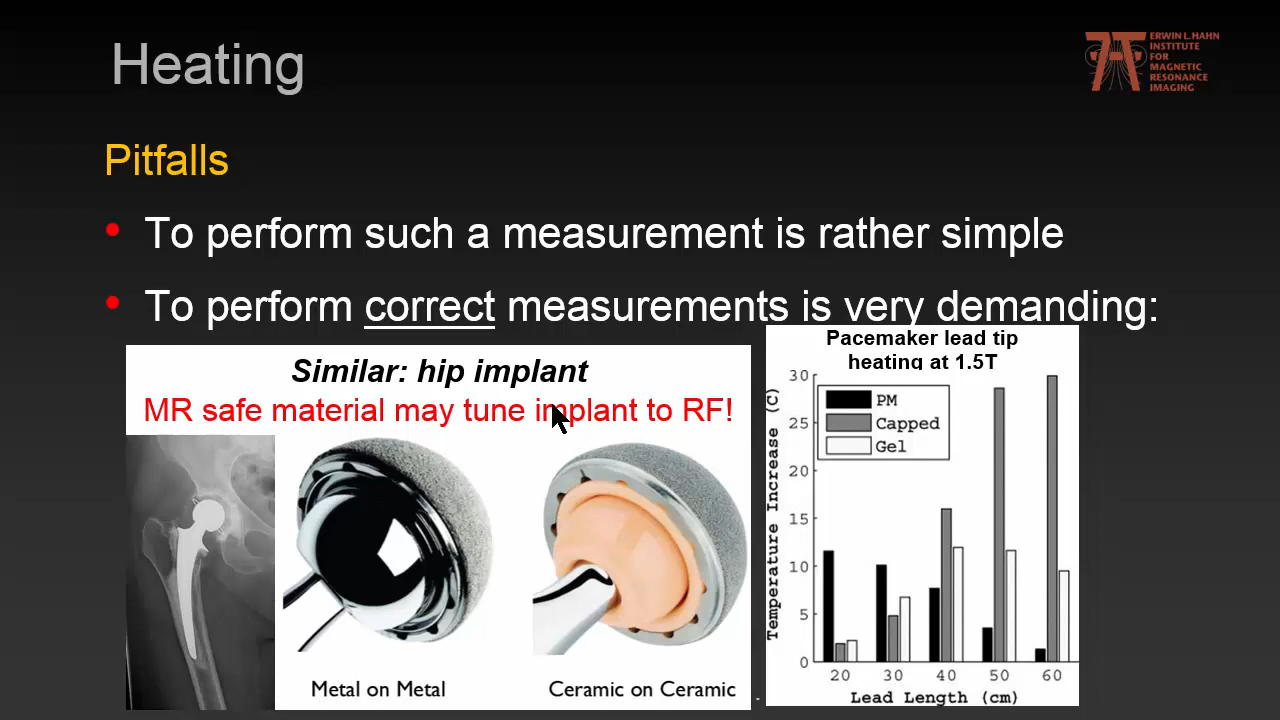 Heating
ERWIN L. HAHN
INSTITUTE
FOR
MAGNETIC
RESONANCE
IMAGING
Pitfalls
• To perform such a measurement is rather simple
• To perform correct measurements is very demanding:
Similar: hip implant
MR safe material may tune implant to RF!
Metal on Metal
Ceramic on Ceramic
Pacemaker lead tip
heating at 1.5T
Temperature Increase (C)
30
25
20
15
10
5
0
PM
Capped
Gel
20 30 40 50 60
Lead Length (cm)